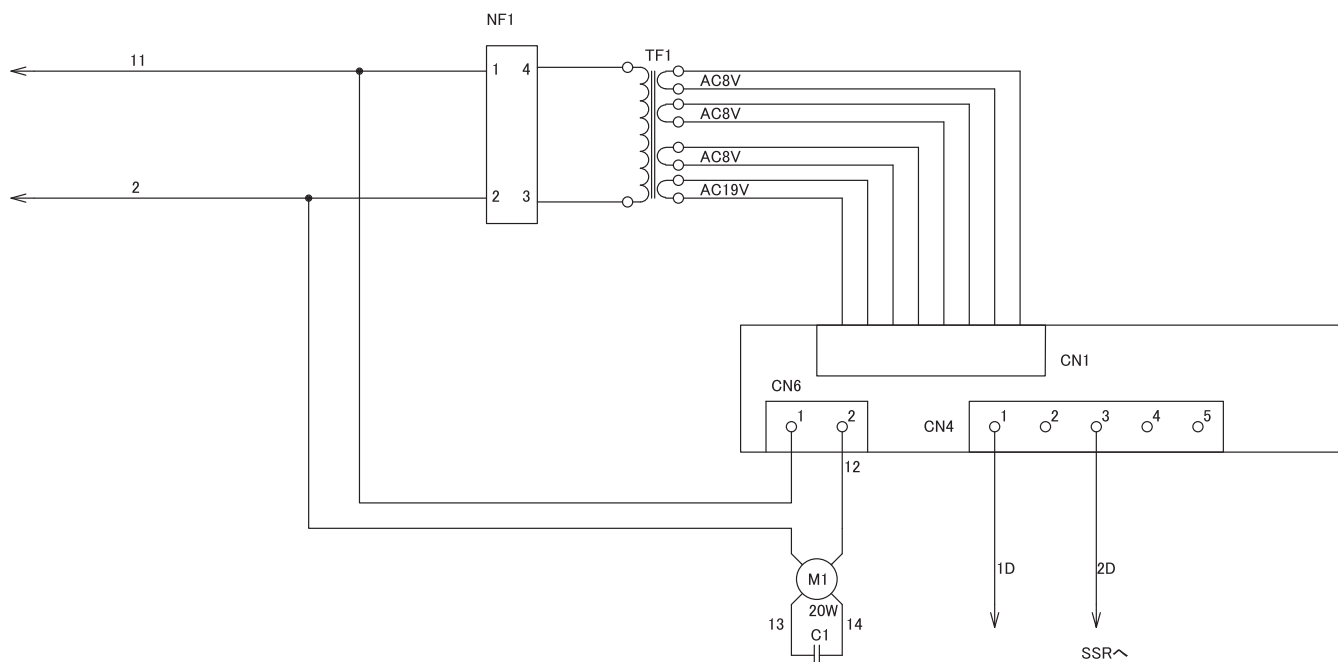 NF1
11
TF1
1 4
AC8V
AC8V
AC8V
2
2 3
AC19V
CN1
CN6
1 2
CN4
1 2 3 4 5
12
1D
2D
M1
20W
13
14
C1
SSRへ